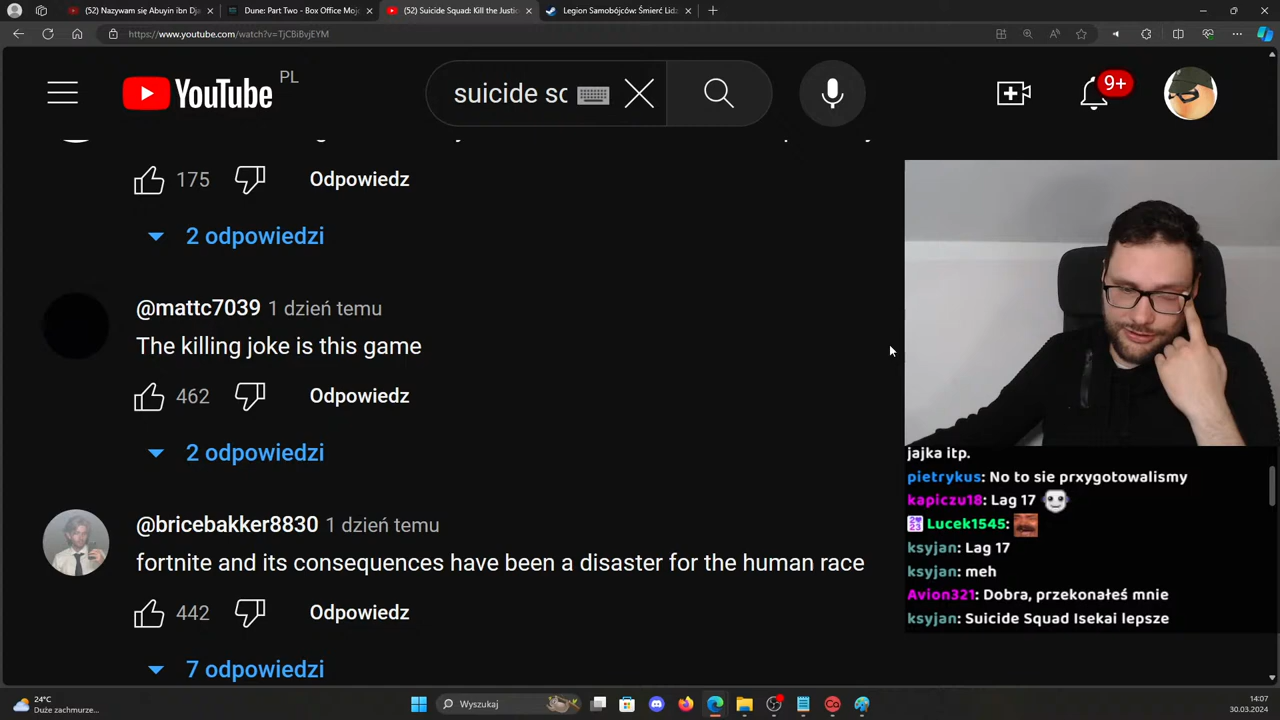 (52) Nazywam się Abuyin ibn Dja
Dune: Part Two - Box Office Moj
(52) Suicide Squad: Kill the Justic
Legion Samobójców: Śmierć Lidz
https://www.youtube.com/watch?v=TjCBiBvjEYM
YouTube PL
suicide sc
9+
175
Odpowiedz
2 odpowiedzi
@mattc7039 1 dzień temu
The killing joke is this game
462
Odpowiedz
2 odpowiedzi
@bricebakker8830 1 dzień temu
fortnite and its consequences have been a disaster for the human race
442
Odpowiedz
7 odpowiedzi
jajka itp.
pietrykus: No to sie prxygotowalismy
kapiczu18: Lag 17
Lucek1545:
ksyjan: Lag 17
ksyjan: meh
Avion321: Dobra, przekonałeś mnie
ksyjan: Suicide Squad Isekai lepsze
24°C
Duże zachmurze...
Wyszukaj
14:07
30.03.2024